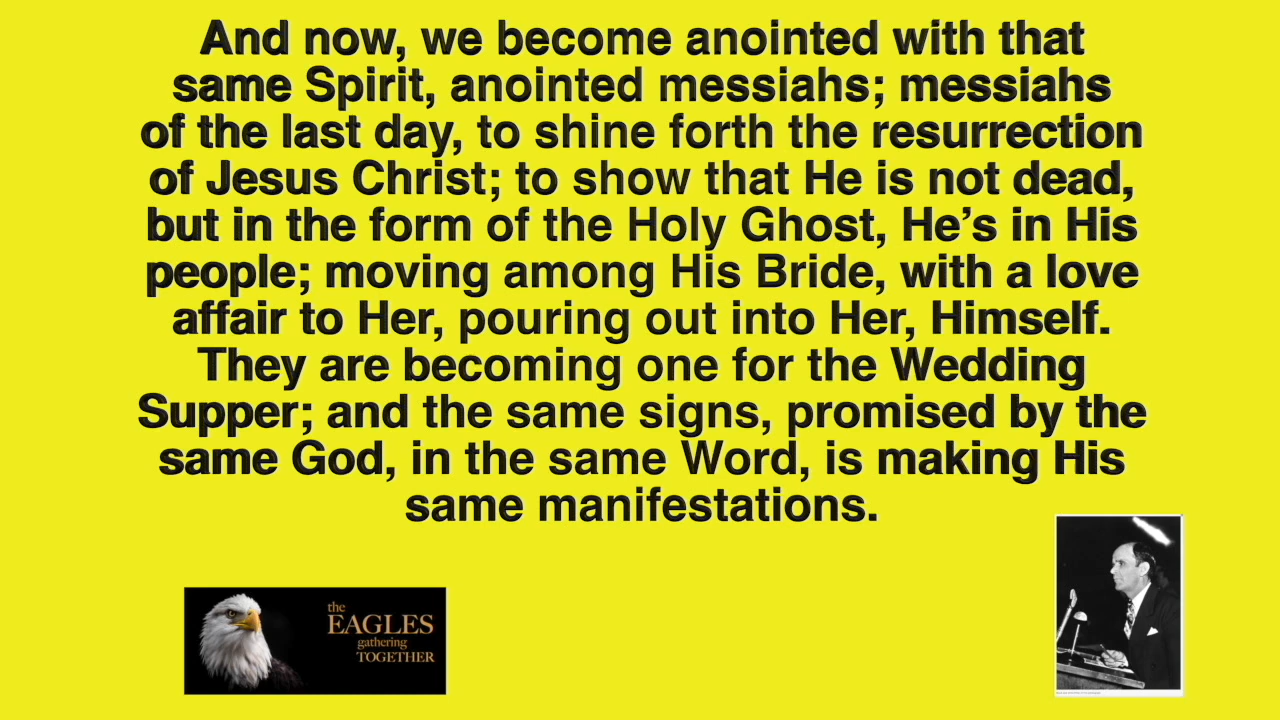 And now, we become anointed with that
same Spirit, anointed messiahs; messiahs
of the last day, to shine forth the resurrection
of Jesus Christ; to show that He is not dead,
but in the form of the Holy Ghost, He’s in His
people; moving among His Bride, with a love
affair to Her, pouring out into Her, Himself.
They are becoming one for the Wedding
Supper; and the same signs, promised by the
same God, in the same Word, is making His
same manifestations.
the
EAGLES
gathering
TOGETHER